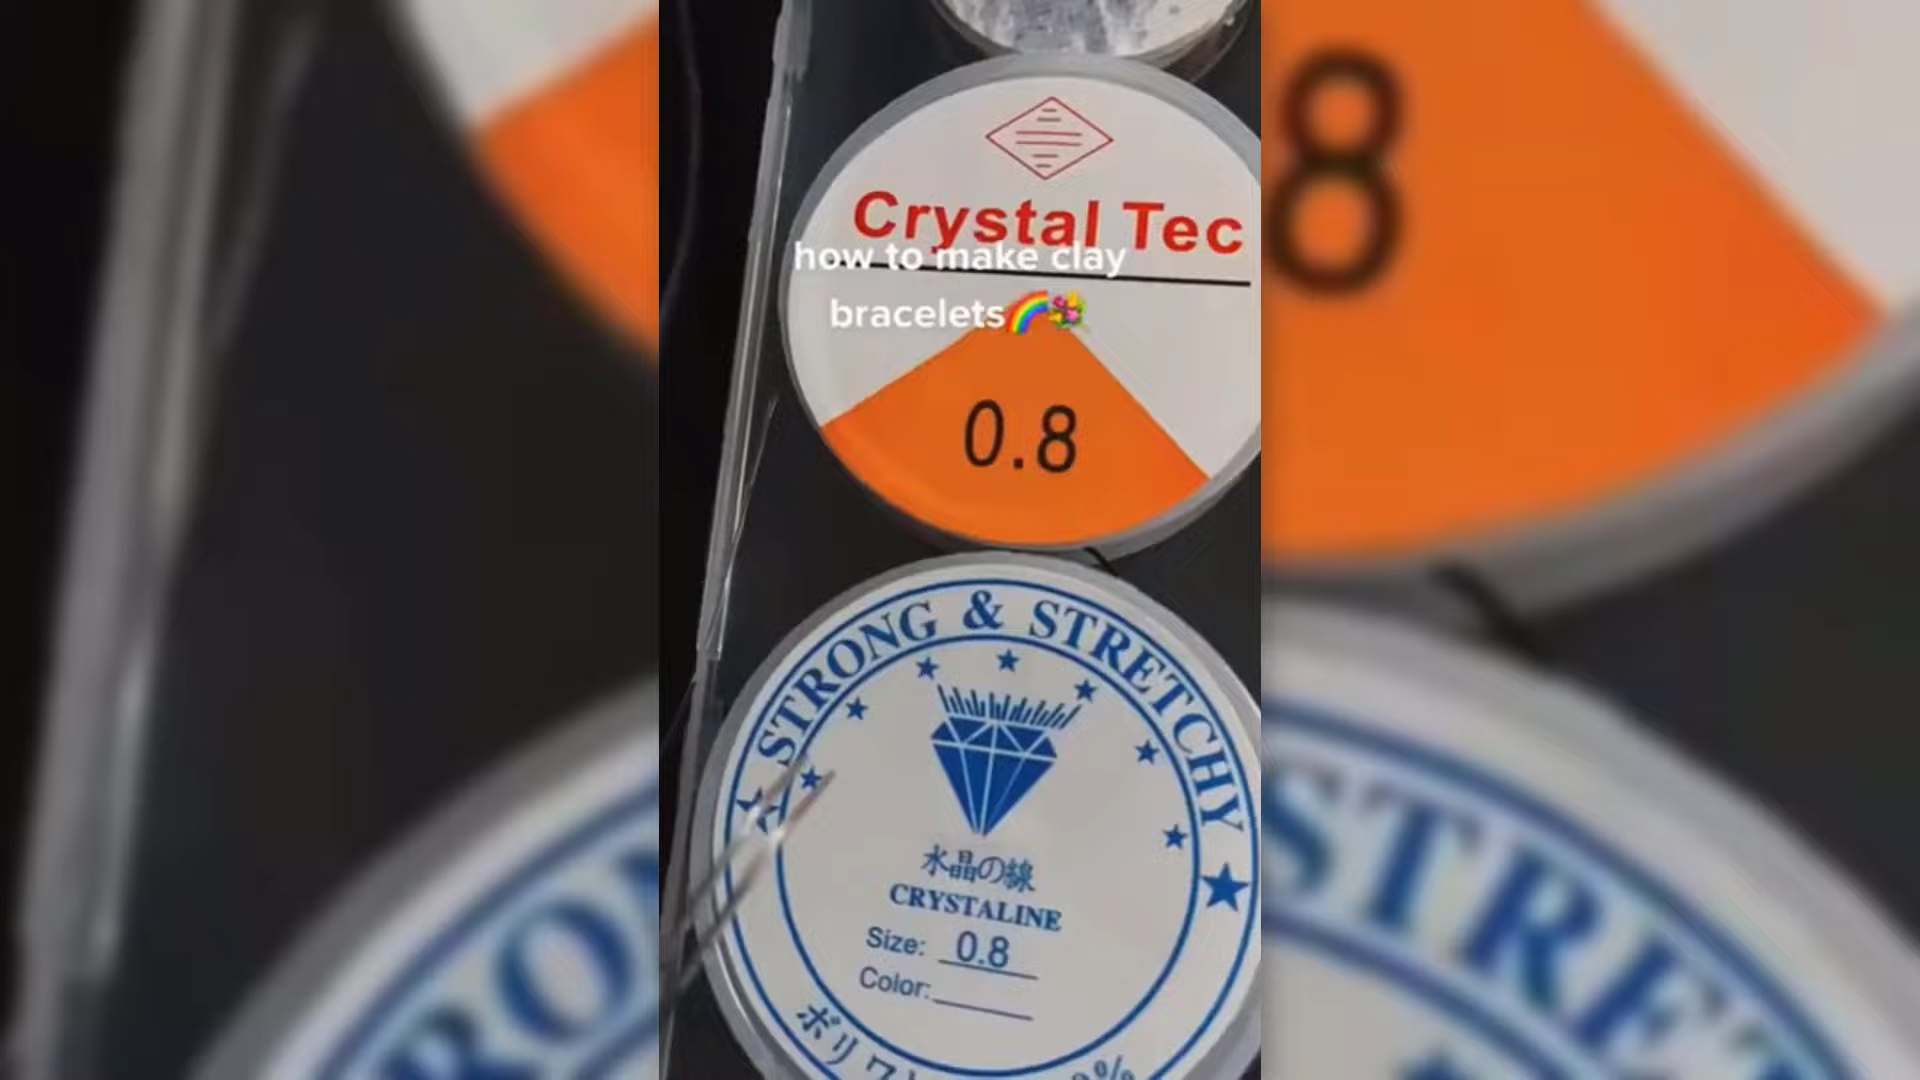 Crystal Tec
how to make clay
bracelets🌈💐
0.8
STRONG & STRETCHY
水晶の線
CRYSTALINE
Size: 0.8
Color: